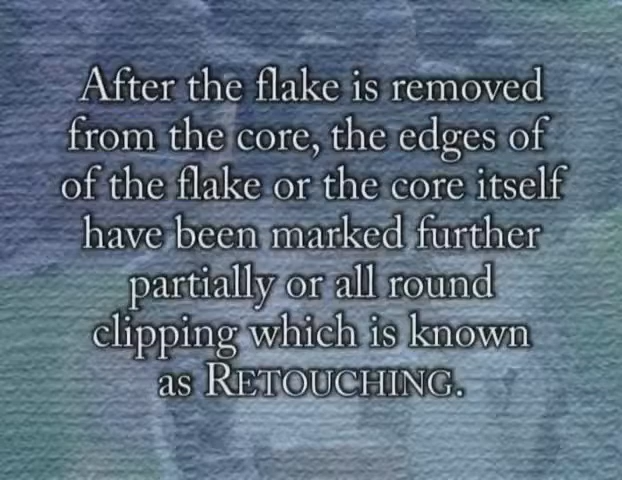 After the flake is removed
from the core, the edges of
of the flake or the core itself
have been marked further
partially or all round
clipping which is known
as RETOUCHING.